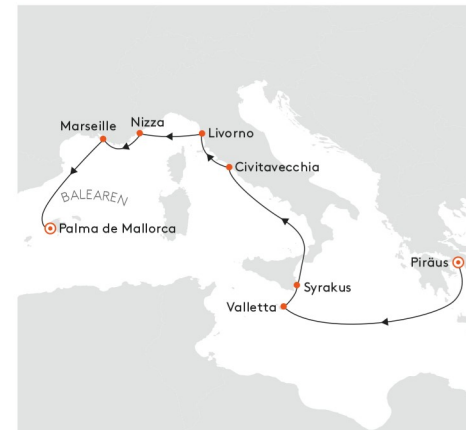 Nizza
Marseille
Livorno
Civitavecchia
BALEAREN
Palma de Mallorca
Piräus
Syrakus
Valletta